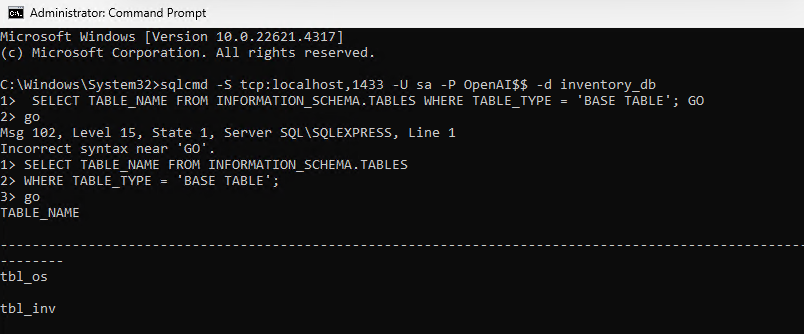 Administrator: Command Prompt
Microsoft Windows [Version 10.0.22621.4317]
(c) Microsoft Corporation. All rights reserved.
C:\Windows\System32>sqlcmd -S tcp:localhost,1433 -U sa -P OpenAI$$ -d inventory_db
1>  SELECT TABLE_NAME FROM INFORMATION_SCHEMA.TABLES WHERE TABLE_TYPE = 'BASE TABLE'; GO
2> go
Msg 102, Level 15, State 1, Server SQL\SQLEXPRESS, Line 1
Incorrect syntax near 'GO'.
1> SELECT TABLE_NAME FROM INFORMATION_SCHEMA.TABLES
2> WHERE TABLE_TYPE = 'BASE TABLE';
3> go
TABLE_NAME
----------------------------------------------------------------------------------------------------
--------
tbl_os
tbl_inv